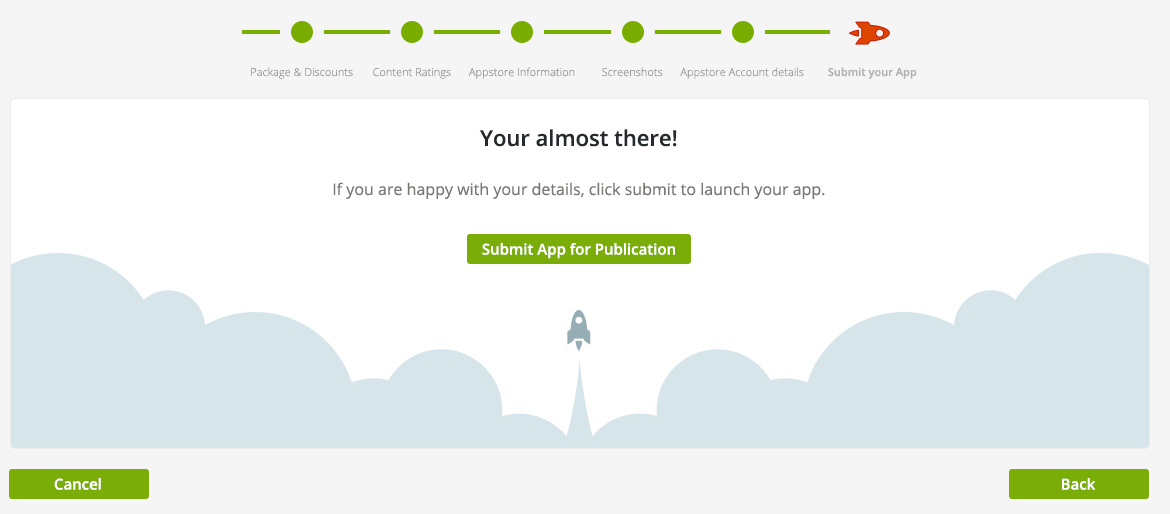 Package & Discounts Content Ratings Appstore Information Screenshots Appstore Account details Submit your App
Your almost there!
If you are happy with your details, click submit to launch your app.
Submit App for Publication
Cancel Back